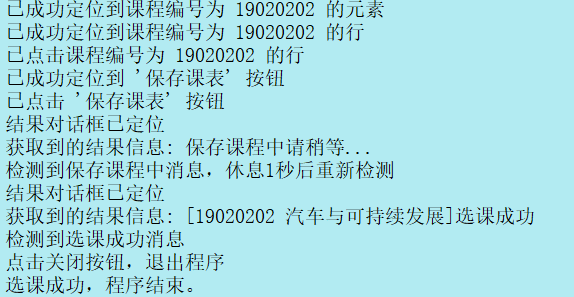 已成功定位到课程编号为 19020202 的元素
已成功定位到课程编号为 19020202 的行
已点击课程编号为 19020202 的行
已成功定位到 '保存课表' 按钮
已点击 '保存课表' 按钮
结果对话框已定位
获取到的结果信息: 保存课程中请稍等...
检测到保存课程中消息，休息1秒后重新检测
结果对话框已定位
获取到的结果信息: [19020202 汽车与可持续发展]选课成功
检测到选课成功消息
点击关闭按钮，退出程序
选课成功，程序结束。